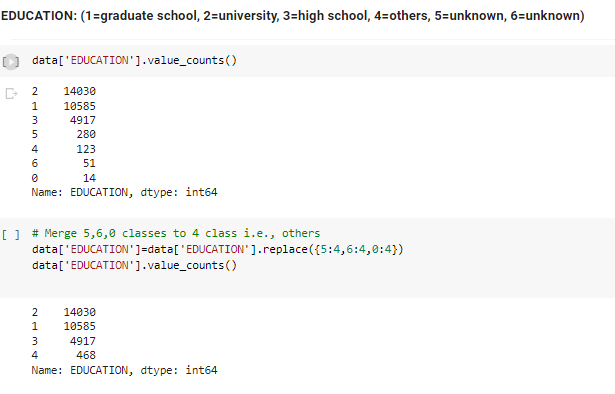 EDUCATION: (1=graduate school, 2=university, 3=high school, 4=others, 5=unknown, 6=unknown)
data['EDUCATION'].value_counts()
2 14030
1 10585
3 4917
5 280
4 123
6 51
0 14
Name: EDUCATION, dtype: int64
[ ] # Merge 5,6,0 classes to 4 class i.e., others
data['EDUCATION']=data['EDUCATION'].replace({5:4,6:4,0:4})
data['EDUCATION'].value_counts()
2 14030
1 10585
3 4917
4 468
Name: EDUCATION, dtype: int64